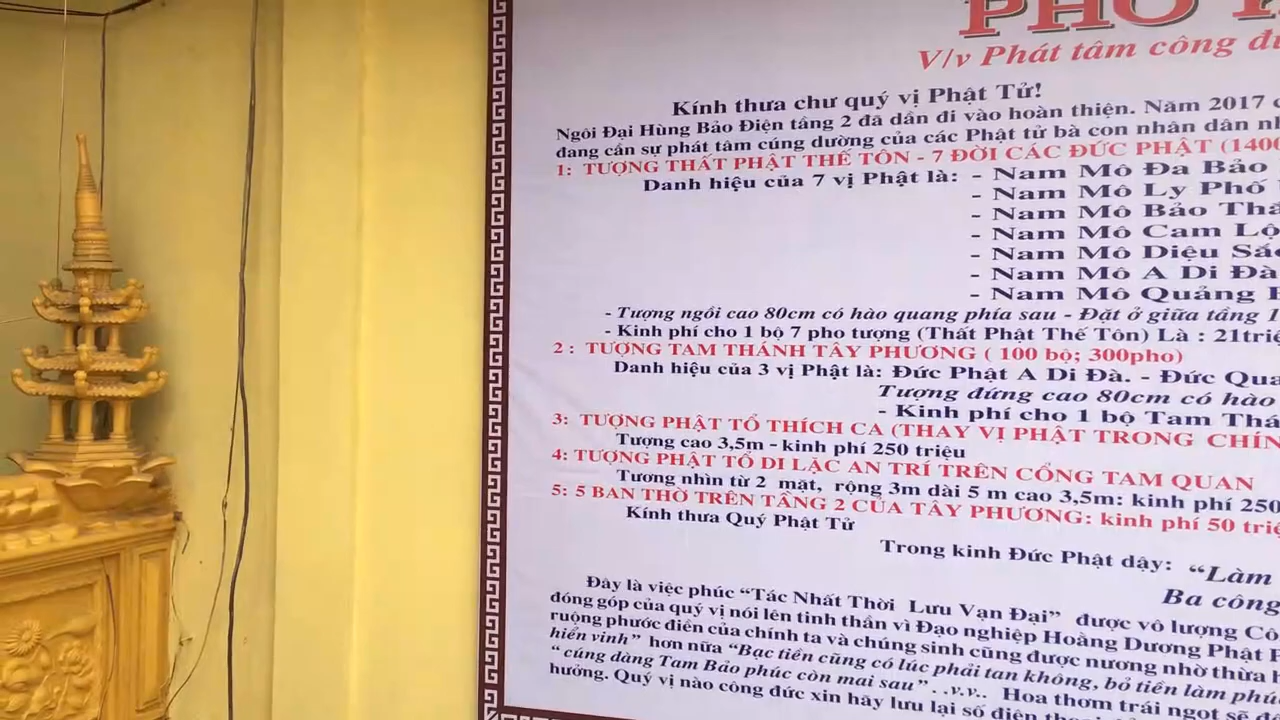 PHO
V/v Phát tâm công đ
Kính thưa chư quý vị Phật Tử!
Ngôi Đại Hùng Bảo Điện tầng 2 đã dần đi vào hoàn thiện. Năm 2017
đang cần sự phát tâm cúng dường của các Phật tử bà con nhân dân
1: TƯỢNG THẤT PHẬT THẾ TÔN - 7 ĐỜI CÁC ĐỨC PHẬT (1400
Danh hiệu của 7 vị Phật là: - Nam Mô Đa Bảo
- Nam Mô Ly Phố
- Nam Mô Bảo Thắ
- Nam Mô Cam Lộ
- Nam Mô Diệu Sắc
- Nam Mô A Di Đà
- Nam Mô Quảng
- Tượng ngồi cao 80cm có hào quang phía sau - Đặt ở giữa tầng 1
- Kinh phí cho 1 bộ 7 pho tượng (Thất Phật Thế Tôn) Là : 21triệ
2 : TƯỢNG TAM THÁNH TÂY PHƯƠNG ( 100 bộ; 300pho)
Danh hiệu của 3 vị Phật là: Đức Phật A Di Đà. - Đức Qua
Tượng đứng cao 80cm có hào
- Kinh phí cho 1 bộ Tam Thá
3: TƯỢNG PHẬT TỔ THÍCH CA (THAY VỊ PHẬT TRONG CHÍN
Tượng cao 3,5m - kinh phí 250 triệu
4: TƯỢNG PHẬT TỔ DI LẶC AN TRÍ TRÊN CỔNG TAM QUAN
Tương nhìn từ 2 mặt, rộng 3m dài 5 m cao 3,5m: kinh phí 250
5: 5 BAN THỜ TRÊN TẦNG 2 CỦA TÂY PHƯƠNG: kinh phí 50 triệ
Kính thưa Quý Phật Tử
Trong kinh Đức Phật dậy: “Làm
Ba công
Đây là việc phúc “Tác Nhất Thời Lưu Vạn Đại” được vô lượng Cô
đóng góp của quý vị nói lên tinh thần vì Đạo nghiệp Hoằng Dương Phật
ruộng phước điền của chính ta và chúng sinh cũng được nương nhờ thừa
hiển vinh” hơn nữa “Bạc tiền cũng có lúc phải tan không, bỏ tiền làm phú
“ cúng dàng Tam Bảo phúc còn mai sau”. .v.v.. Hoa thơm trái ngọt sẽ
hưởng. Quý vị nào công đức xin hãy lưu lại số điện